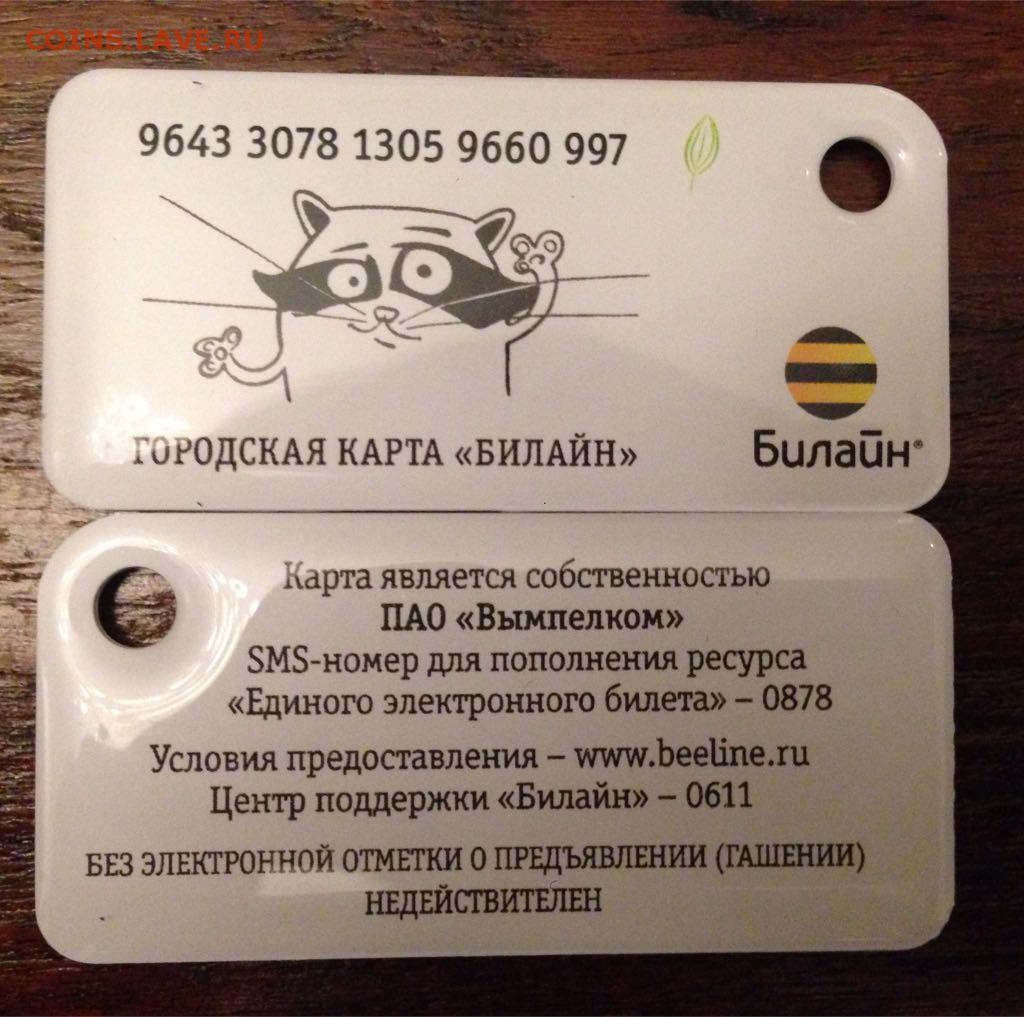 COINS.LAVE.RU
9643 3078 1305 9660 997
ГОРОДСКАЯ КАРТА «БИЛАЙН»
Билайн®
Карта является собственностью
ПАО «Вымпелком»
SMS-номер для пополнения ресурса
«Единого электронного билета» – 0878
Условия предоставления – www.beeline.ru
Центр поддержки «Билайн» – 0611
БЕЗ ЭЛЕКТРОННОЙ ОТМЕТКИ О ПРЕДЪЯВЛЕНИИ (ГАШЕНИИ)
НЕДЕЙСТВИТЕЛЕН